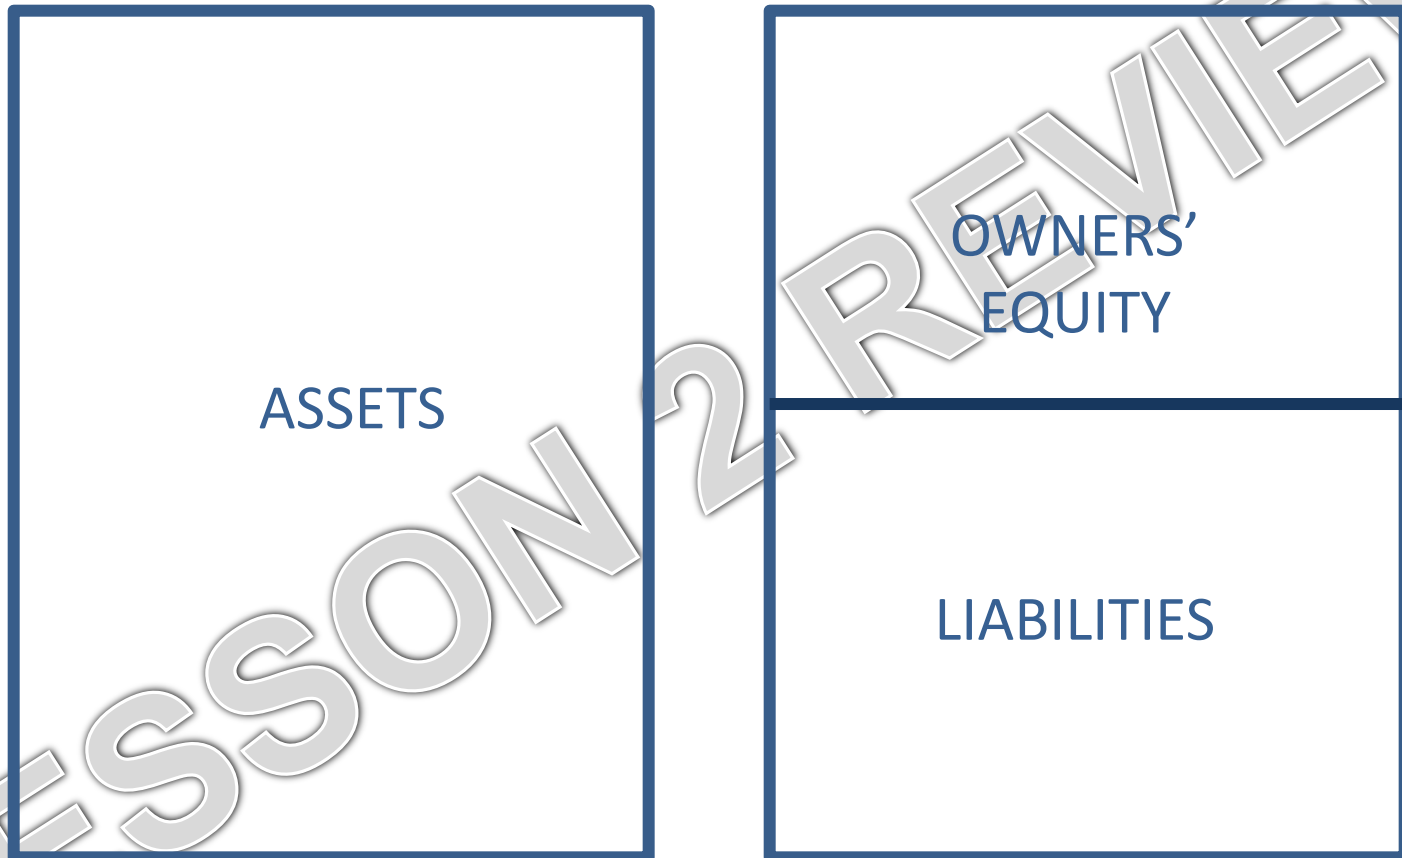 ASSETS
OWNERS’
EQUITY
LIABILITIES
ESSON 2 REVIE